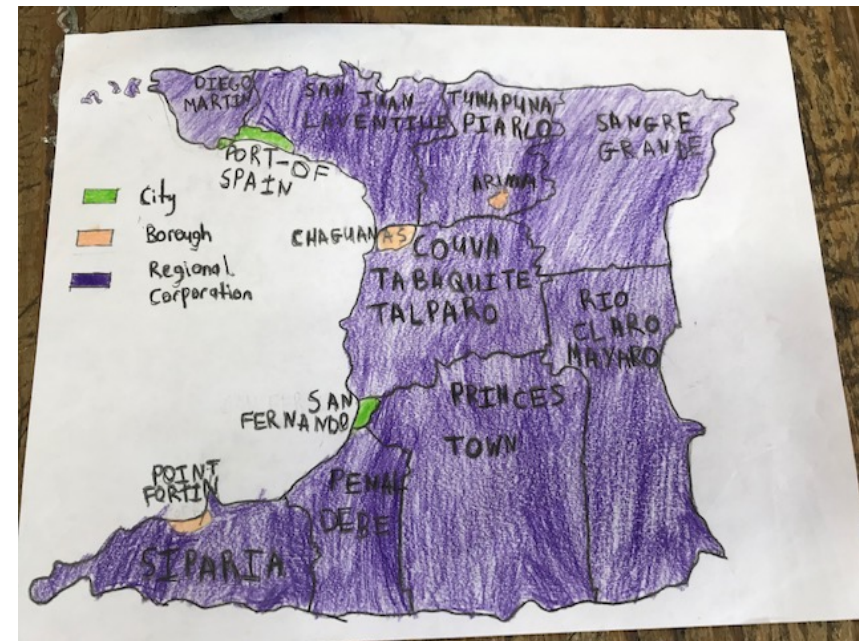 DIEGO
MARTIN
SAN JUAN
LAVENTILLE
TUNAPUNA
PIARCO
SANGRE
GRANDE
PORT-OF
SPAIN
ARIMA
City
Borough
Regional
Corporation
CHAGUANAS
COUVA
TABAQUITE
TALPARO
RIO
CLARO
MAYARO
SAN
FERNANDO
PRINCES
TOWN
POINT
FORTIN
PENAL
DEBE
SIPARIA